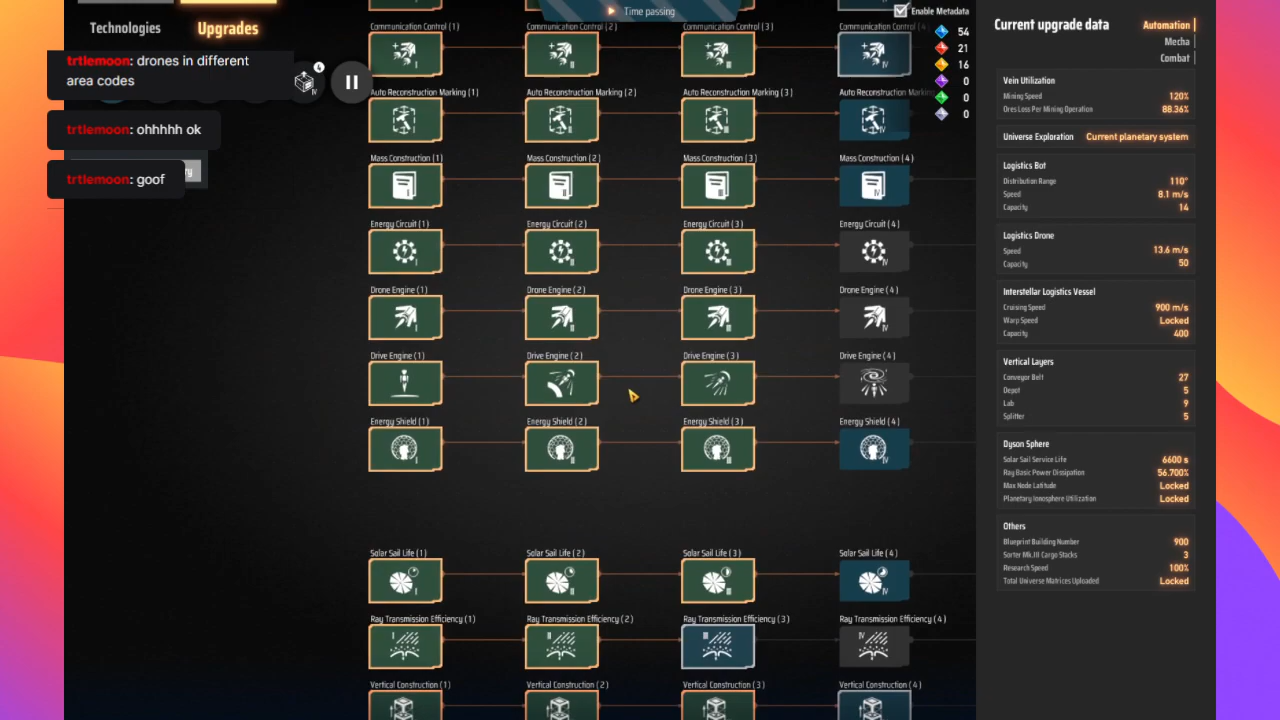 Technologies
Upgrades
Time passing
Enable Metadata
54
21
16
0
0
0
trtlemoon: drones in different
area codes
trtlemoon: ohhhhh ok
trtlemoon: goof
4
IV
Communication Control (1)
Communication Control (2)
Communication Control (3)
Communication Control (4)
Auto Reconstruction Marking (1)
Auto Reconstruction Marking (2)
Auto Reconstruction Marking (3)
Auto Reconstruction Marking
Mass Construction (1)
Mass Construction (2)
Mass Construction (3)
Mass Construction (4)
Energy Circuit (1)
Energy Circuit (2)
Energy Circuit (3)
Energy Circuit (4)
Drone Engine (1)
Drone Engine (2)
Drone Engine (3)
Drone Engine (4)
Drive Engine (1)
Drive Engine (2)
Drive Engine (3)
Drive Engine (4)
Energy Shield (1)
Energy Shield (2)
Energy Shield (3)
Energy Shield (4)
Solar Sail Life (1)
Solar Sail Life (2)
Solar Sail Life (3)
Solar Sail Life (4)
Ray Transmission Efficiency (1)
Ray Transmission Efficiency (2)
Ray Transmission Efficiency (3)
Ray Transmission Efficiency (4)
Vertical Construction (1)
Vertical Construction (2)
Vertical Construction (3)
Vertical Construction (4)
Current upgrade data
Automation
Mecha
Combat
Vein Utilization
Mining Speed 120%
Ores Loss Per Mining Operation 88.36%
Universe Exploration Current planetary system
Logistics Bot
Distribution Range 110°
Speed 8.1 m/s
Capacity 14
Logistics Drone
Speed 13.6 m/s
Capacity 50
Interstellar Logistics Vessel
Cruising Speed 900 m/s
Warp Speed Locked
Capacity 400
Vertical Layers
Conveyor Belt 27
Depot 5
Lab 9
Splitter 5
Dyson Sphere
Solar Sail Service Life 6600 s
Ray Basic Power Dissipation 56.700%
Max Node Latitude Locked
Planetary Ionosphere Utilization Locked
Others
Blueprint Building Number 900
Sorter Mk.III Cargo Stacks 3
Research Speed 100%
Total Universe Matrices Uploaded Locked